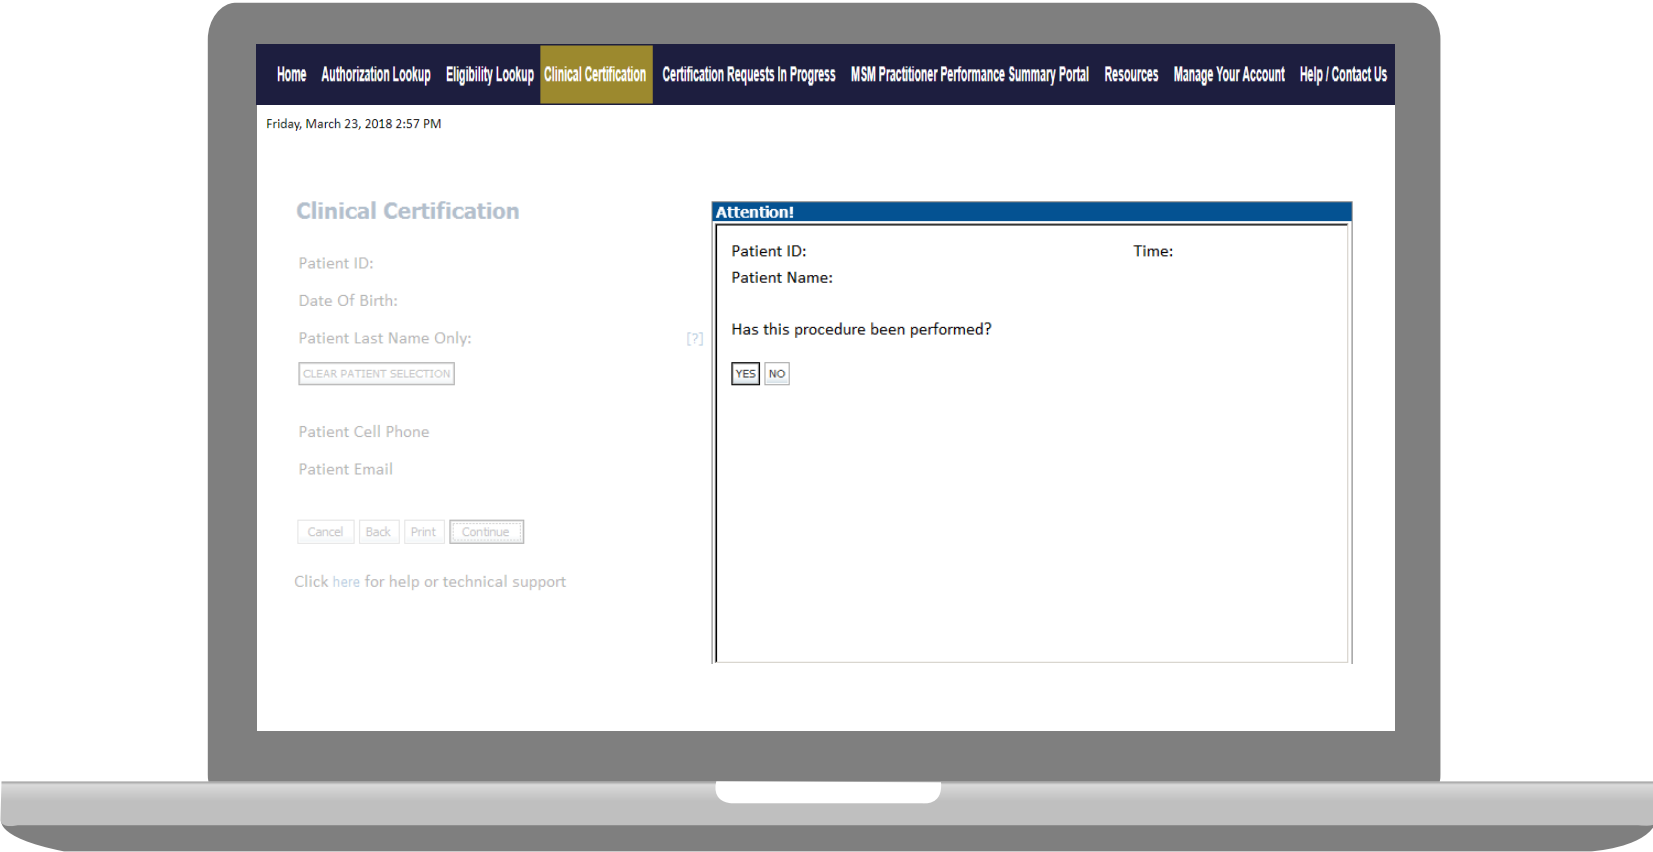 Home Authorization Lookup Eligibility Lookup Clinical Certification Certification Requests In Progress MSM Practitioner Performance Summary Portal Resources Manage Your Account Help / Contact Us
Friday, March 23, 2018 2:57 PM
Clinical Certification
Patient ID:
Date Of Birth:
Patient Last Name Only: [?]
CLEAR PATIENT SELECTION
Patient Cell Phone
Patient Email
Cancel Back Print Continue
Click here for help or technical support
Attention!
Patient ID: Time:
Patient Name:
Has this procedure been performed?
YES NO